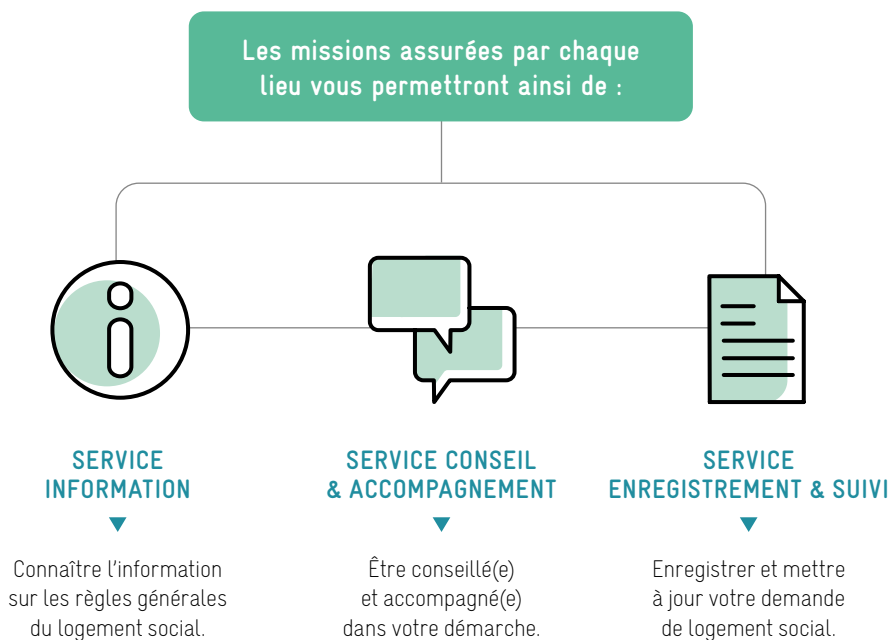 Les missions assurées par chaque
lieu vous permettront ainsi de :
SERVICE
INFORMATION
Connaître l'information
sur les règles générales
du logement social.
SERVICE CONSEIL
& ACCOMPAGNEMENT
Être conseillé(e)
et accompagné(e)
dans votre démarche.
SERVICE
ENREGISTREMENT & SUIVI
Enregistrer et mettre
à jour votre demande
de logement social.